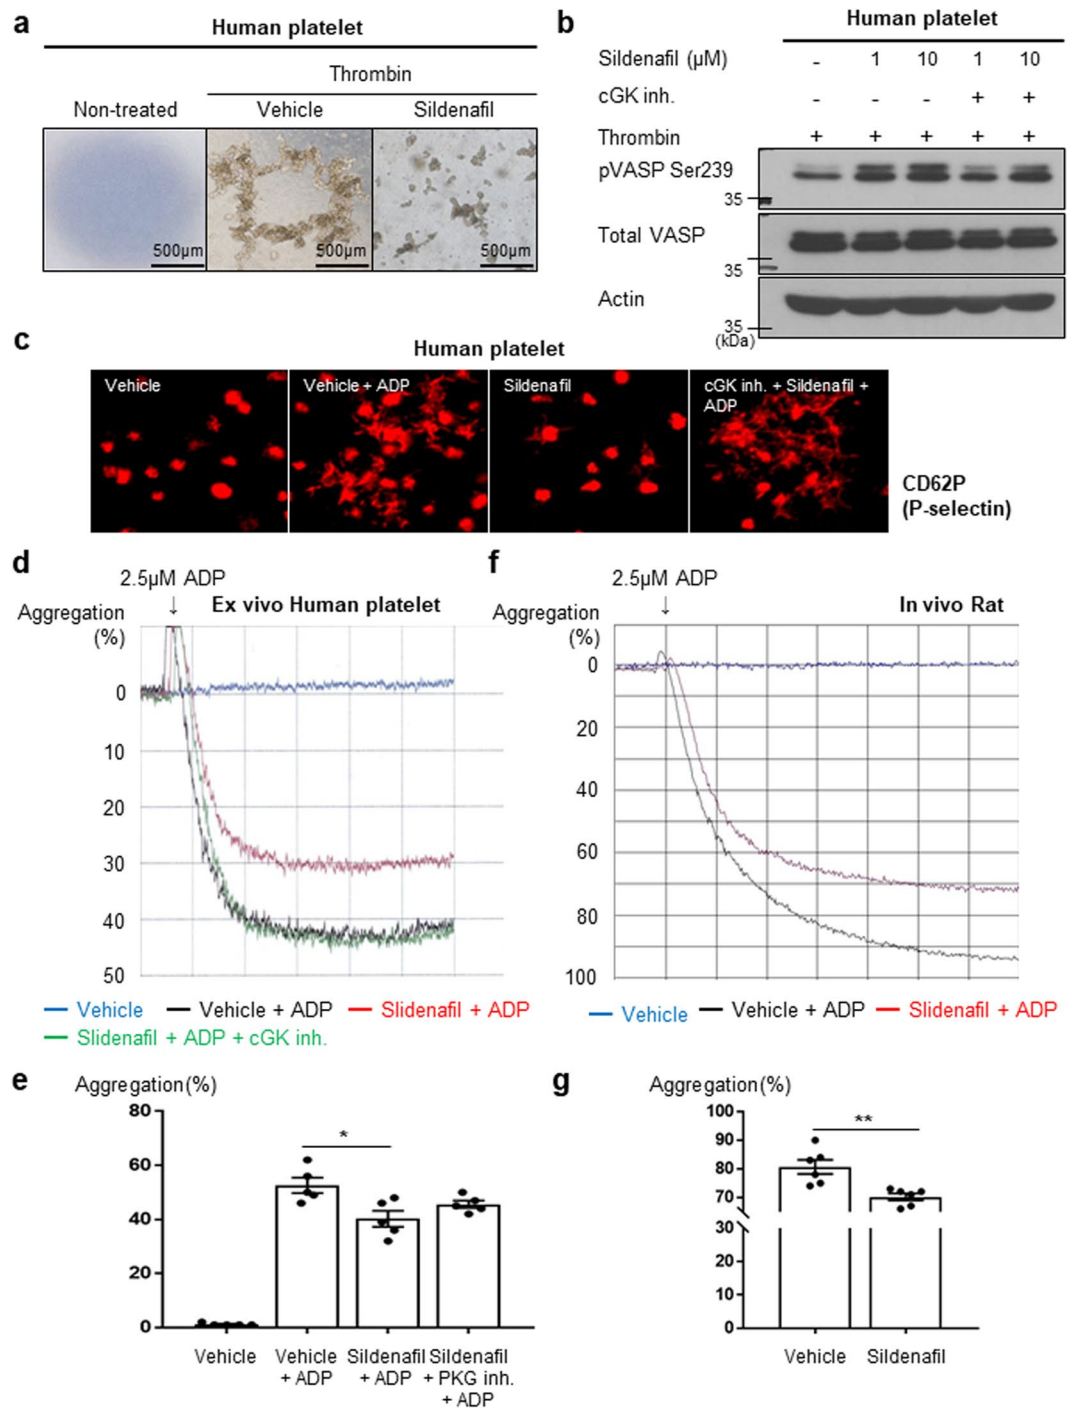 a
Human platelet
Thrombin
Non-treated Vehicle Sildenafil
500µm 500µm 500µm
b
Human platelet
Sildenafil (µM) - 1 10 1 10
cGK inh. - - - + +
Thrombin + + + + +
pVASP Ser239
35
Total VASP
35
Actin
35
(kDa)
c
Human platelet
Vehicle Vehicle + ADP Sildenafil cGK inh. + Sildenafil +
ADP
CD62P
(P-selectin)
d
2.5µM ADP
Aggregation
(%)
Ex vivo Human platelet
0
10
20
30
40
50
Vehicle Vehicle + ADP Slidenafil + ADP
Slidenafil + ADP + cGK inh.
f
2.5µM ADP
Aggregation
(%)
In vivo Rat
0
20
40
60
80
100
Vehicle Vehicle + ADP Slidenafil + ADP
e
Aggregation(%)
80
60
40
20
0
*
Vehicle Vehicle Sildenafil Sildenafil
+ ADP + ADP + PKG inh.
+ ADP
g
Aggregation(%)
100
90
80
70
30
20
10
0
**
Vehicle Sildenafil